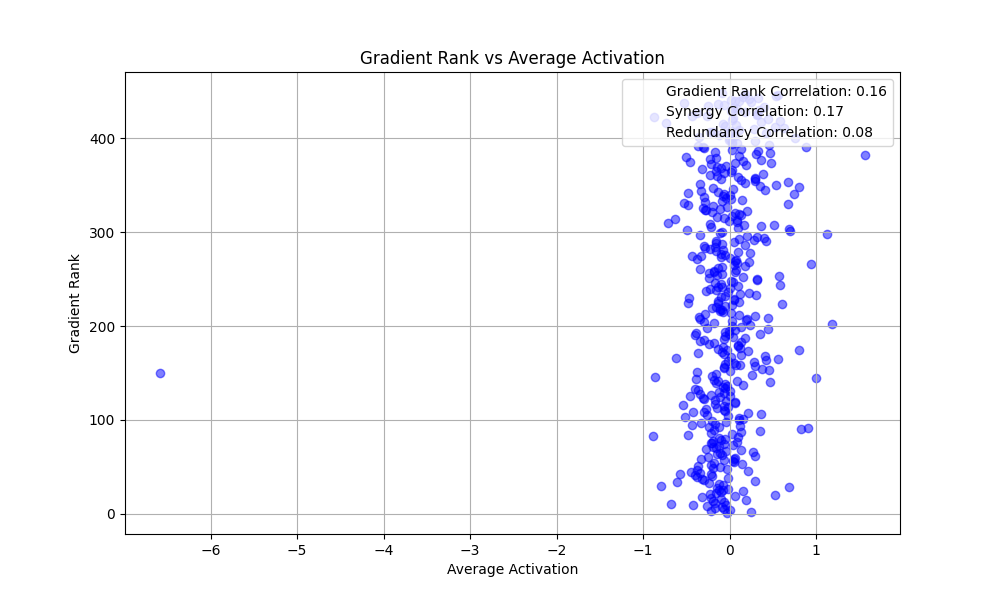 Gradient Rank vs Average Activation
Gradient Rank Correlation: 0.16
Synergy Correlation: 0.17
Redundancy Correlation: 0.08
400
300
200
100
0
Gradient Rank
−6
−5
−4
−3
−2
−1
0
1
Average Activation